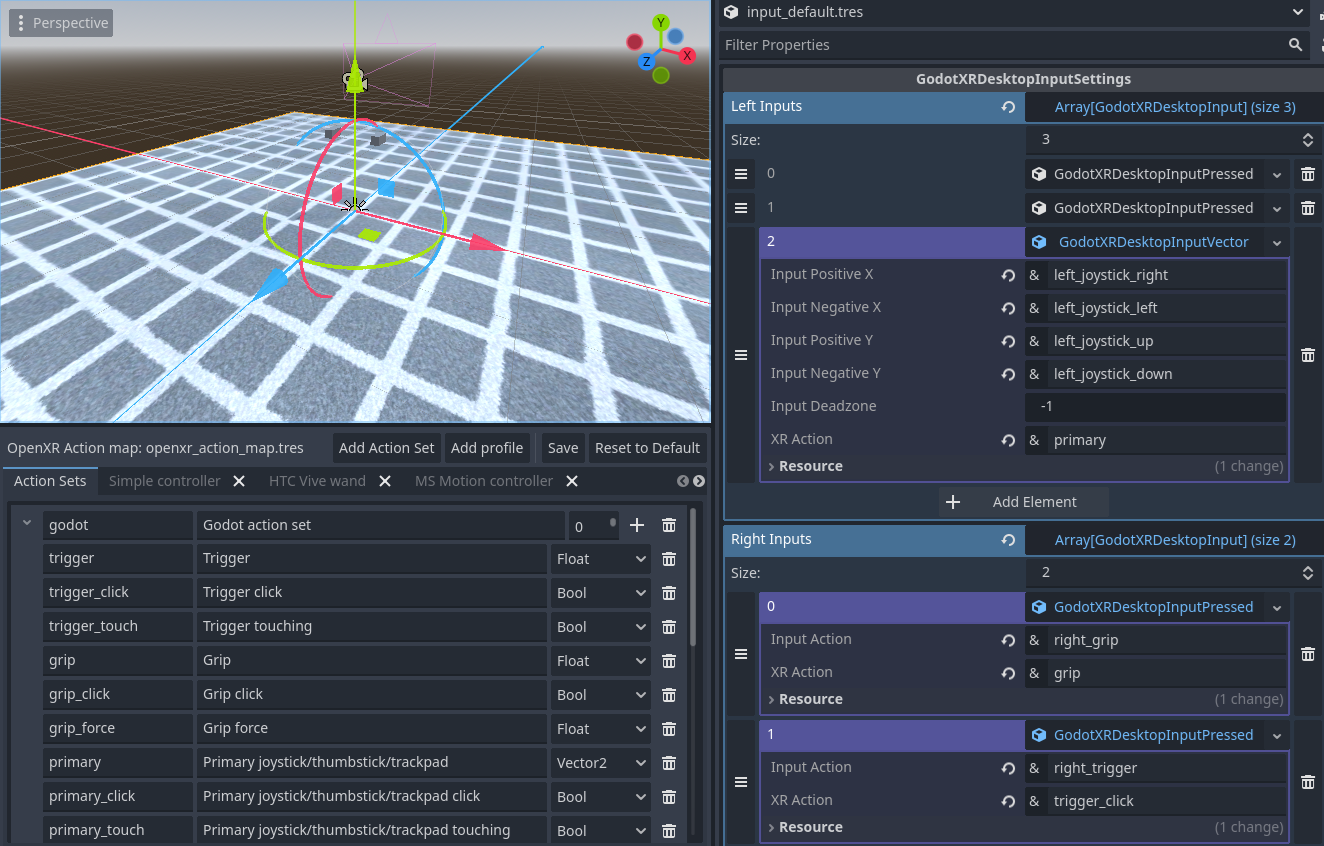 Perspective
Y
X
Z
OpenXR Action map: openxr_action_map.tres
Add Action Set
Add profile
Save
Reset to Default
Action Sets
Simple controller
HTC Vive wand
MS Motion controller
godot
Godot action set
0
trigger
Trigger
Float
trigger_click
Trigger click
Bool
trigger_touch
Trigger touching
Bool
grip
Grip
Float
grip_click
Grip click
Bool
grip_force
Grip force
Float
primary
Primary joystick/thumbstick/trackpad
Vector2
primary_click
Primary joystick/thumbstick/trackpad click
Bool
primary_touch
Primary joystick/thumbstick/trackpad touching
Bool
input_default.tres
Filter Properties
GodotXRDesktopInputSettings
Left Inputs
Array[GodotXRDesktopInput] (size 3)
Size:
3
0
GodotXRDesktopInputPressed
1
GodotXRDesktopInputPressed
2
GodotXRDesktopInputVector
Input Positive X
& left_joystick_right
Input Negative X
& left_joystick_left
Input Positive Y
& left_joystick_up
Input Negative Y
& left_joystick_down
Input Deadzone
-1
XR Action
& primary
Resource
(1 change)
Add Element
Right Inputs
Array[GodotXRDesktopInput] (size 2)
Size:
2
0
GodotXRDesktopInputPressed
Input Action
& right_grip
XR Action
& grip
Resource
(1 change)
1
GodotXRDesktopInputPressed
Input Action
& right_trigger
XR Action
& trigger_click
Resource
(1 change)